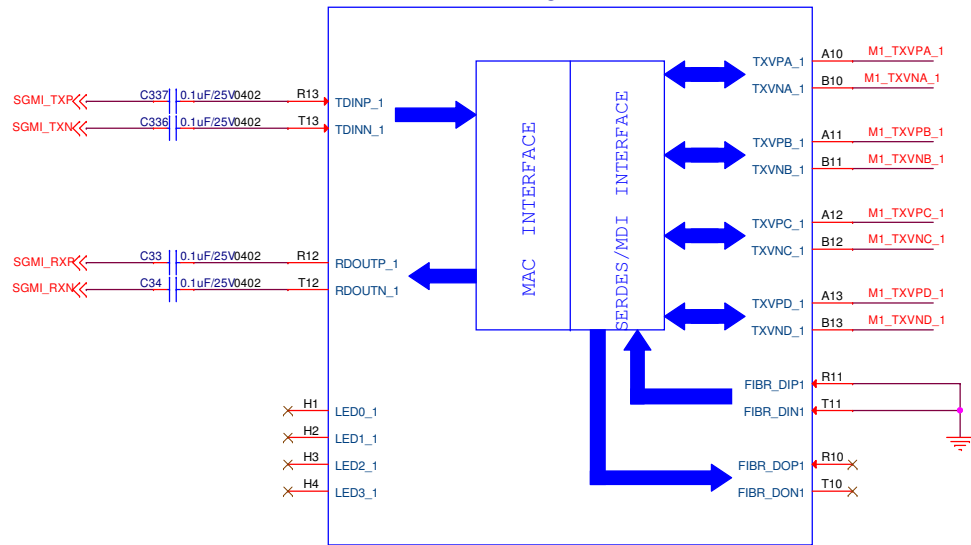 TXVPA_1 A10 M1_TXVPA_1
TXVNA_1 B10 M1_TXVNA_1
SGMI_TXP C337 0.1uF/25V0402 R13 TDINP_1
SGMI_TXN C336 0.1uF/25V0402 T13 TDINN_1
TXVPB_1 A11 M1_TXVPB_1
TXVNB_1 B11 M1_TXVNB_1
MAC INTERFACE
SERDES/MDI INTERFACE
TXVPC_1 A12 M1_TXVPC_1
TXVNC_1 B12 M1_TXVNC_1
SGMI_RXP C33 0.1uF/25V0402 R12 RDOUTP_1
SGMI_RXN C34 0.1uF/25V0402 T12 RDOUTN_1
TXVPD_1 A13 M1_TXVPD_1
TXVND_1 B13 M1_TXVND_1
FIBR_DIP1 R11
FIBR_DIN1 T11
H1 LED0_1
H2 LED1_1
H3 LED2_1
H4 LED3_1
FIBR_DOP1 R10
FIBR_DON1 T10